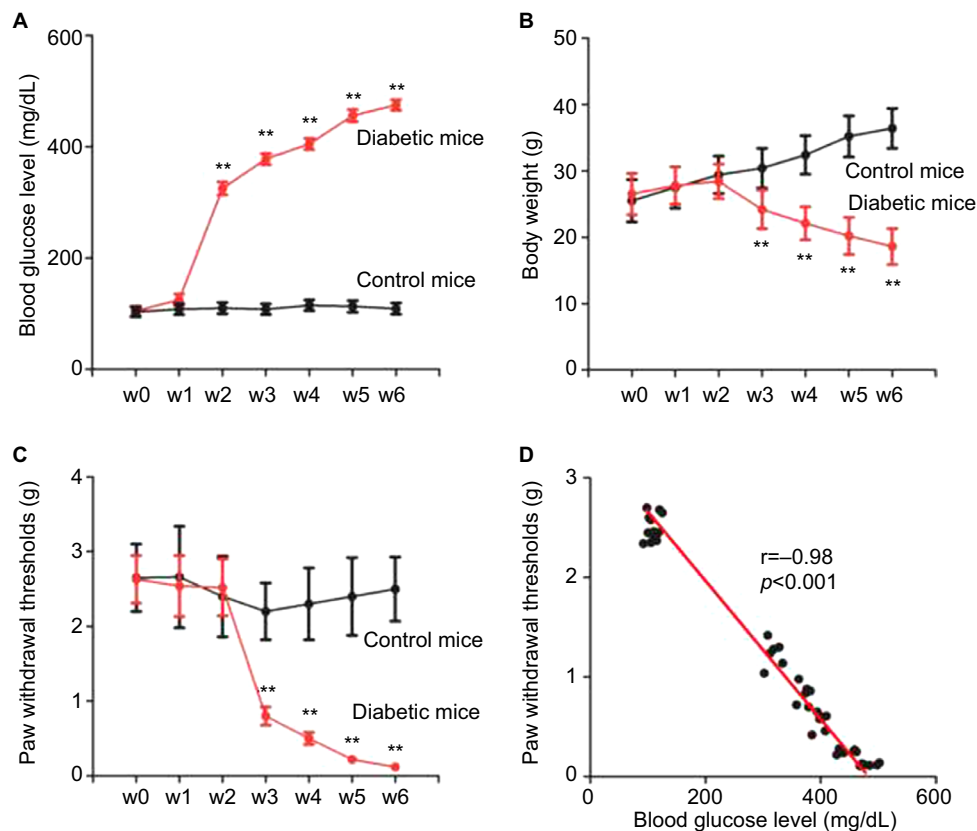 A
Blood glucose level (mg/dL)
600
400
200
0
**
**
**
**
**
Diabetic mice
Control mice
w0 w1 w2 w3 w4 w5 w6
B
Body weight (g)
50
40
30
20
10
0
Control mice
Diabetic mice
**
**
**
**
w0 w1 w2 w3 w4 w5 w6
C
Paw withdrawal thresholds (g)
4
3
2
1
0
Control mice
**
**
**
**
Diabetic mice
w0 w1 w2 w3 w4 w5 w6
D
Paw withdrawal thresholds (g)
3
2
1
0
r=–0.98
p<0.001
0 200 400 600
Blood glucose level (mg/dL)